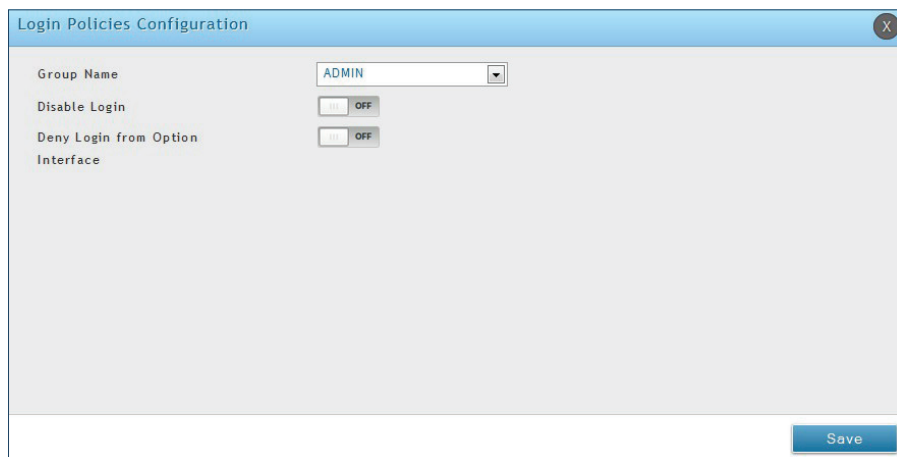 Login Policies Configuration
X
Group Name
ADMIN
Disable Login
OFF
Deny Login from Option
Interface
OFF
Save